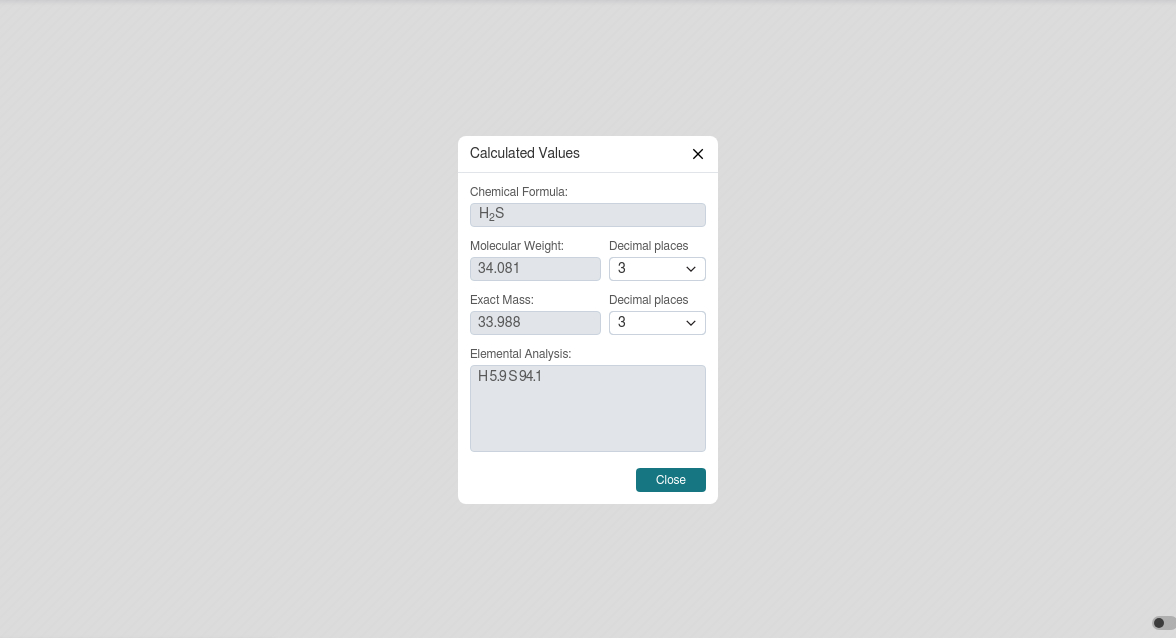 Calculated Values
Chemical Formula:
H₂S
Molecular Weight: Decimal places
34.081 3
Exact Mass: Decimal places
33.988 3
Elemental Analysis:
H 5.9 S 94.1
Close